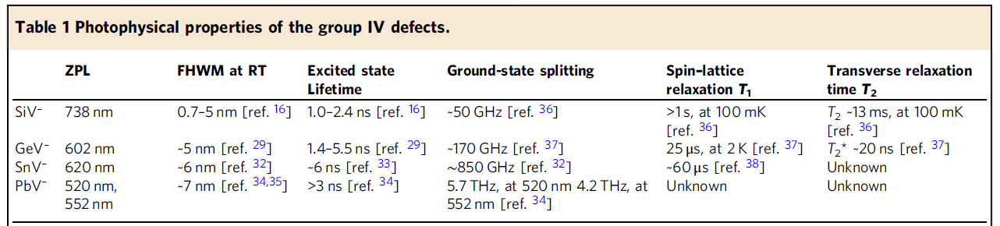 Table 1 Photophysical properties of the group IV defects.
ZPL FHWM at RT Excited state Lifetime Ground-state splitting Spin–lattice relaxation T1 Transverse relaxation time T2
SiV– 738 nm 0.7–5 nm [ref. 16] 1.0–2.4 ns [ref. 16] ~50 GHz [ref. 36] >1 s, at 100 mK [ref. 36] T2 ~13 ms, at 100 mK [ref. 36]
GeV– 602 nm ~5 nm [ref. 29] 1.4–5.5 ns [ref. 29] ~170 GHz [ref. 37] 25 μs, at 2 K [ref. 37] T2* ~20 ns [ref. 37]
SnV– 620 nm ~6 nm [ref. 32] ~6 ns [ref. 33] ~850 GHz [ref. 32] ~60 μs [ref. 38] Unknown
PbV– 520 nm, 552 nm ~7 nm [ref. 34,35] >3 ns [ref. 34] 5.7 THz, at 520 nm 4.2 THz, at 552 nm [ref. 34] Unknown Unknown